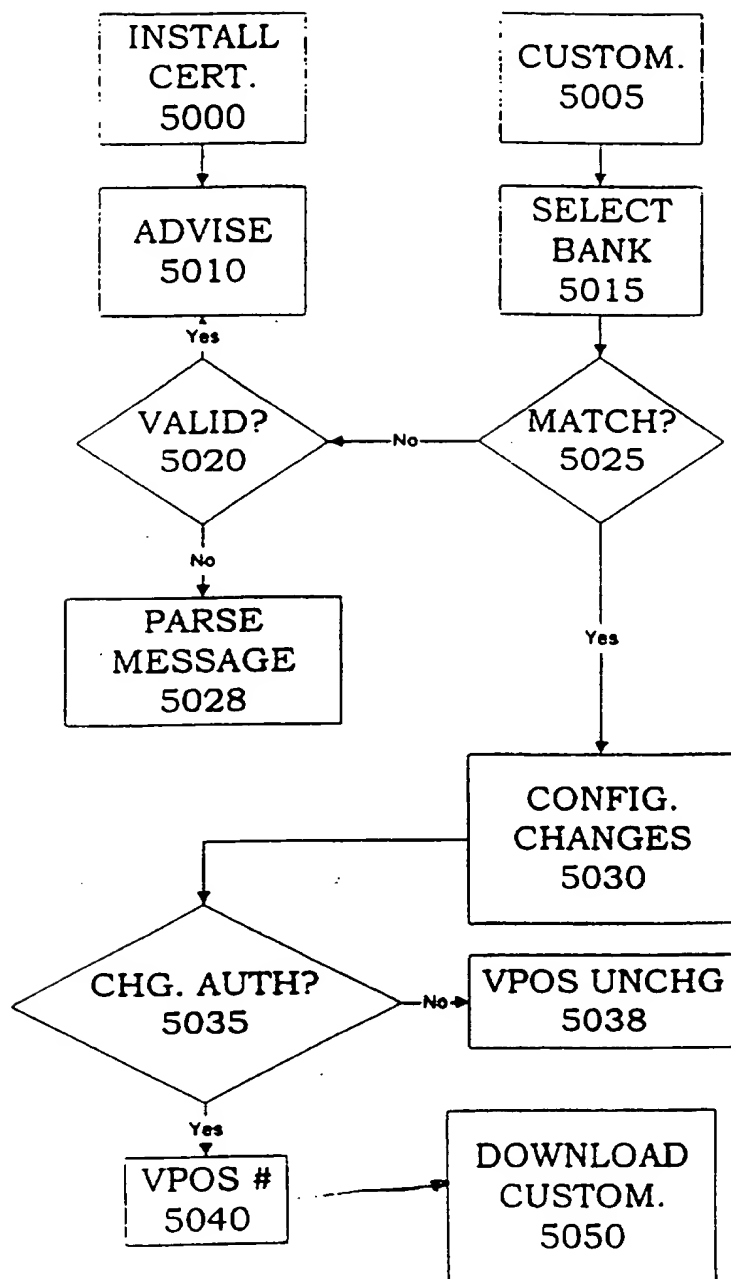 INSTALL
CERT.
5000
CUSTOM.
5005
ADVISE
5010
SELECT
BANK
5015
Yes
VALID?
5020
No
MATCH?
5025
No
PARSE
MESSAGE
5028
Yes
CONFIG.
CHANGES
5030
CHG. AUTH?
5035
No
VPOS UNCHG
5038
Yes
VPOS #
5040
DOWNLOAD
CUSTOM.
5050